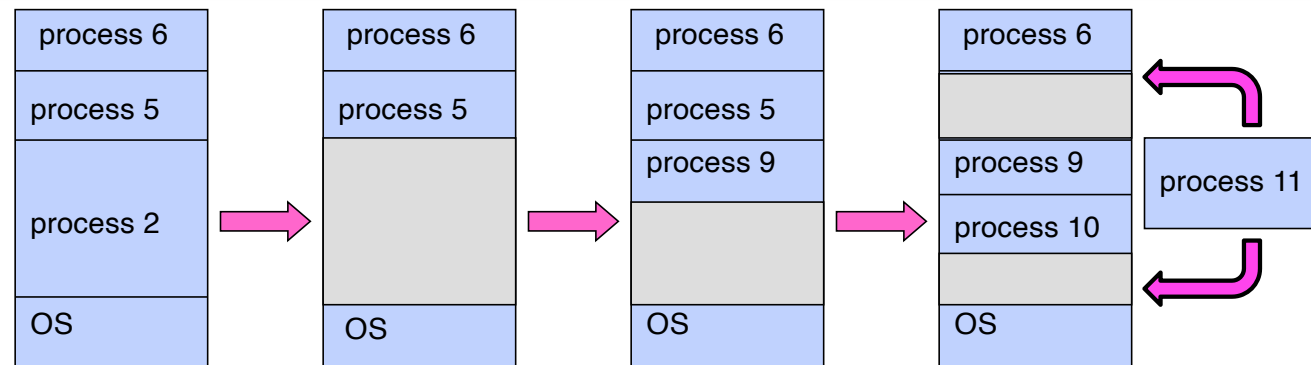 process 6
process 5
process 2
OS
process 6
process 5
OS
process 6
process 5
process 9
OS
process 6
process 9
process 10
OS
process 11